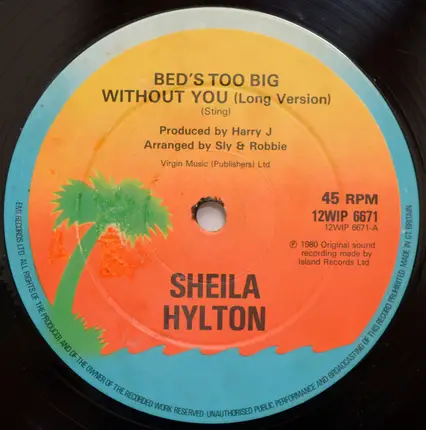 BED'S TOO BIG
WITHOUT YOU (Long Version)
(Sting)
Produced by Harry J
Arranged by Sly & Robbie
Virgin Music (Publishers) Ltd
45 RPM
12WIP 6671
12WIP 6671-A
℗ 1980 Original sound
recording made by
Island Records Ltd
SHEILA
HYLTON
EMI RECORDS LTD. ALL RIGHTS OF THE PRODUCER AND OF THE OWNER OF THE RECORDED WORK RESERVED·UNAUTHORISED PUBLIC PERFORMANCE AND BROADCASTING OF THIS RECORD PROHIBITED·MADE IN GT. BRITAIN